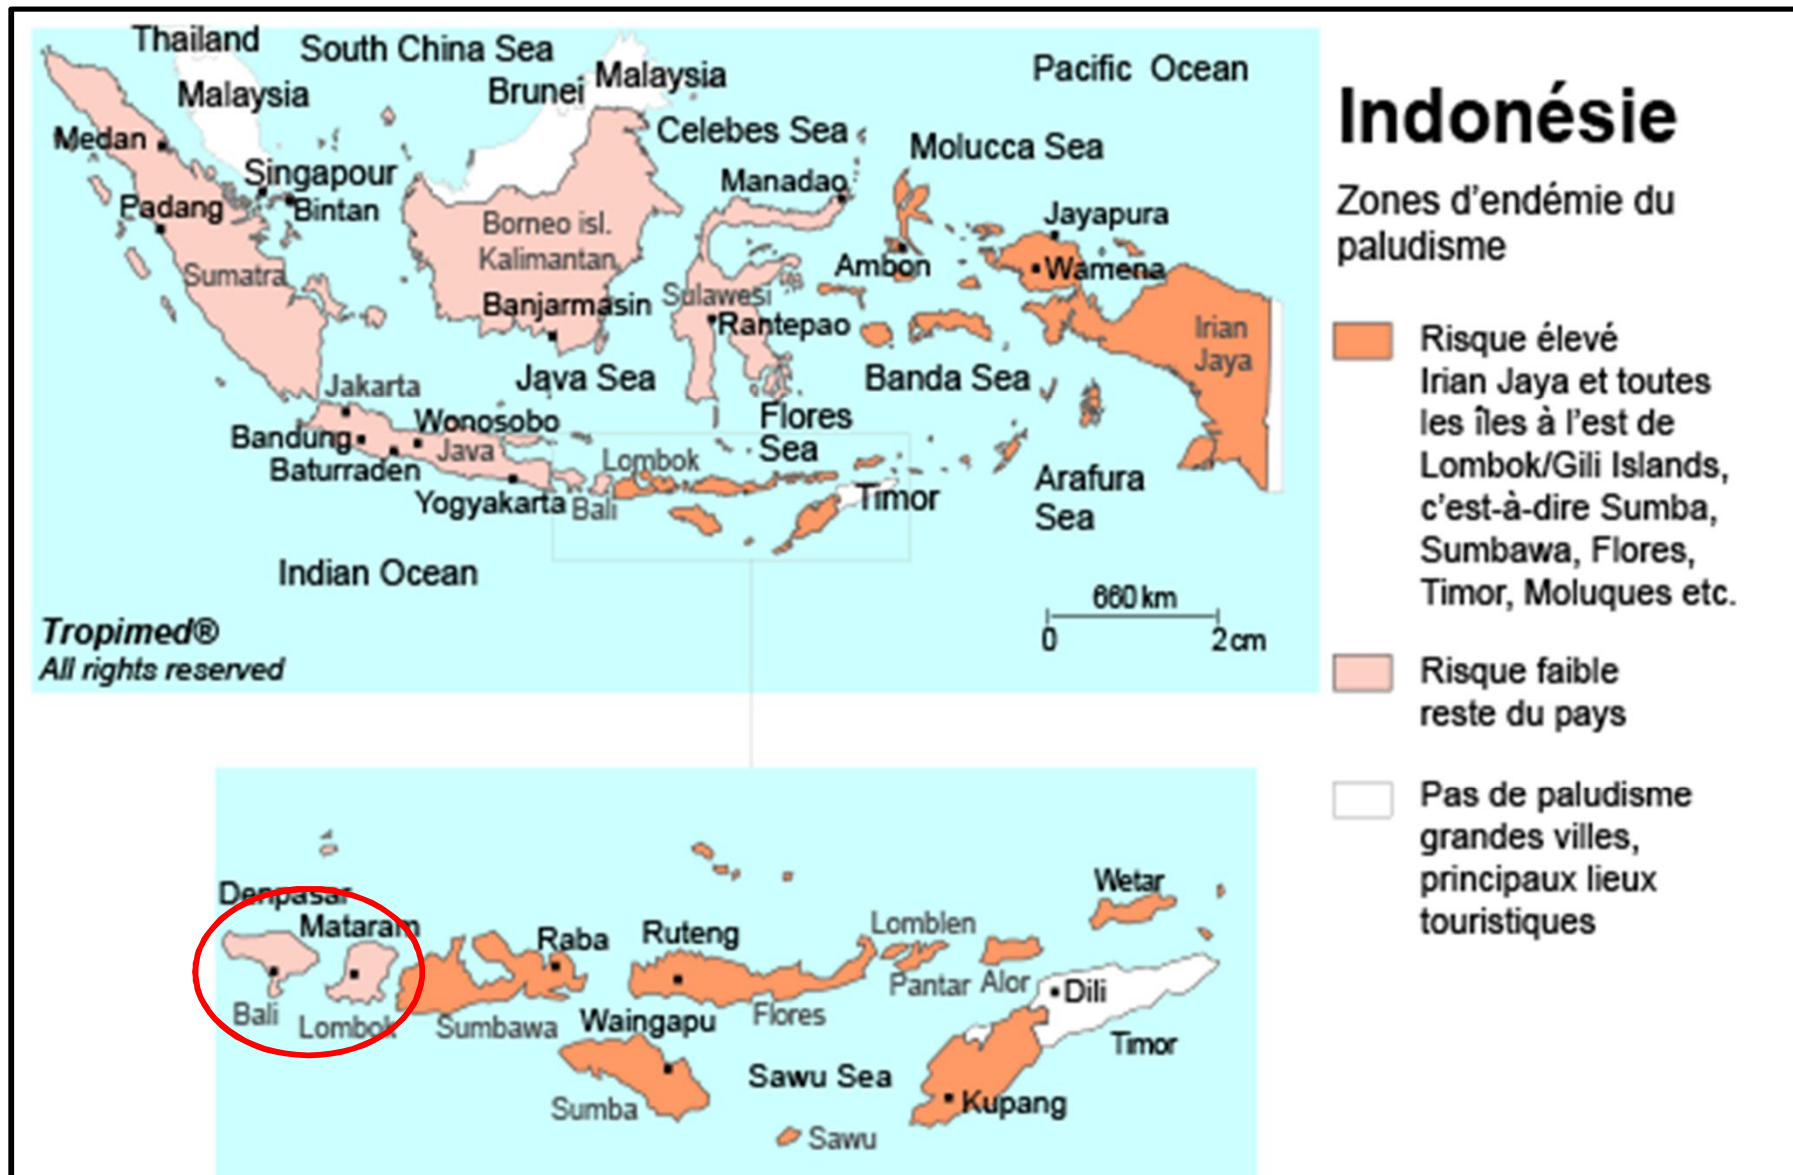 Thailand
South China Sea
Malaysia
Brunei
Malaysia
Pacific Ocean
Medan
Celebes Sea
Molucca Sea
Singapour
Manadao
Padang
Bintan
Borneo isl.
Kalimantan
Jayapura
Ambon
Wamena
Sumatra
Banjarmasin
Sulawesi
Rantepao
Irian
Jaya
Java Sea
Banda Sea
Jakarta
Flores
Sea
Bandung
Wonosobo
Java
Baturraden
Lombok
Yogyakarta
Bali
Timor
Arafura
Sea
Indian Ocean
660 km
0
2 cm
Tropimed®
All rights reserved
Indonésie
Zones d'endémie du
paludisme
Risque élevé
Irian Jaya et toutes
les îles à l'est de
Lombok/Gili Islands,
c'est-à-dire Sumba,
Sumbawa, Flores,
Timor, Moluques etc.
Risque faible
reste du pays
Pas de paludisme
grandes villes,
principaux lieux
touristiques
Denpasar
Mataram
Raba
Ruteng
Lomblen
Wetar
Bali
Lombok
Sumbawa
Waingapu
Flores
Pantar
Alor
Dili
Timor
Sumba
Sawu Sea
Kupang
Sawu